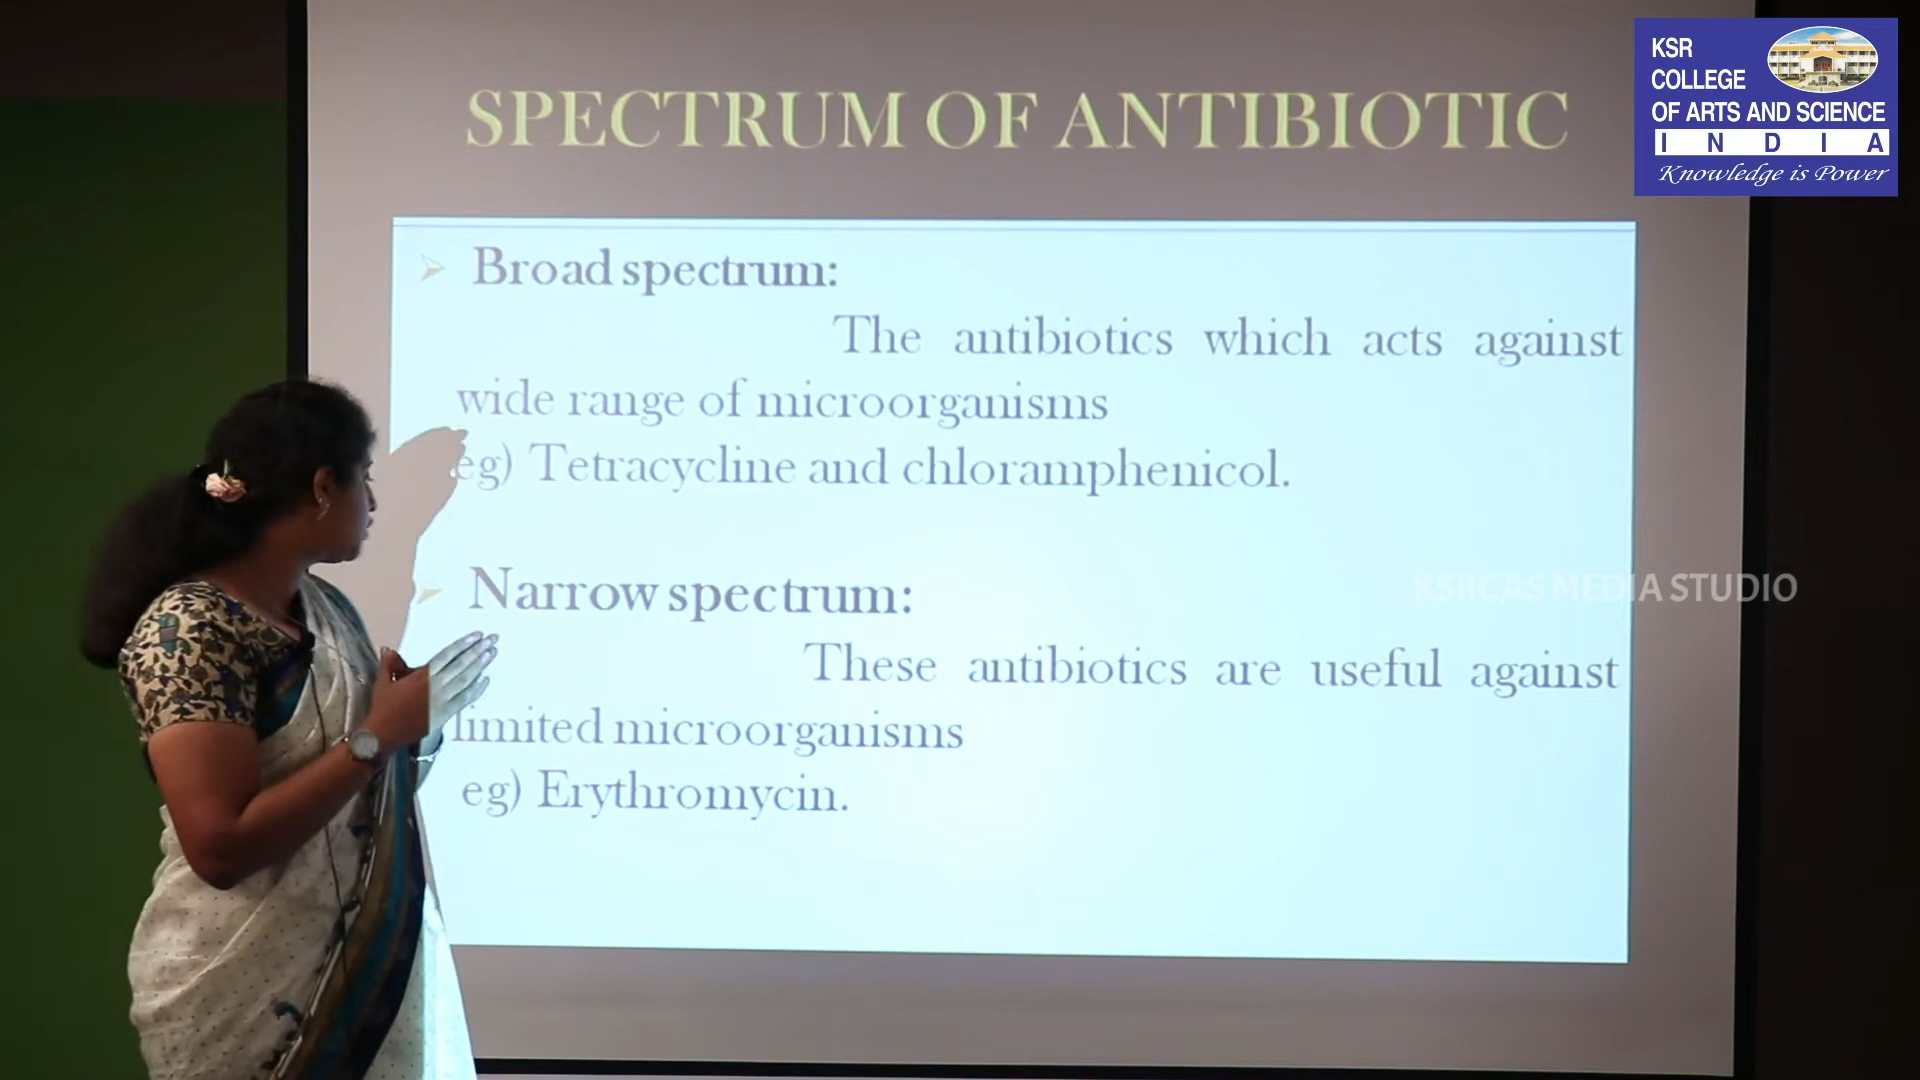 KSR
COLLEGE
OF ARTS AND SCIENCE
INDIA
Knowledge is Power
SPECTRUM OF ANTIBIOTIC
Broad spectrum:
The antibiotics which acts against
wide range of microorganisms
eg) Tetracycline and chloramphenicol.
Narrow spectrum:
KSRCAS MEDIA STUDIO
These antibiotics are useful against
limited microorganisms
eg) Erythromycin.